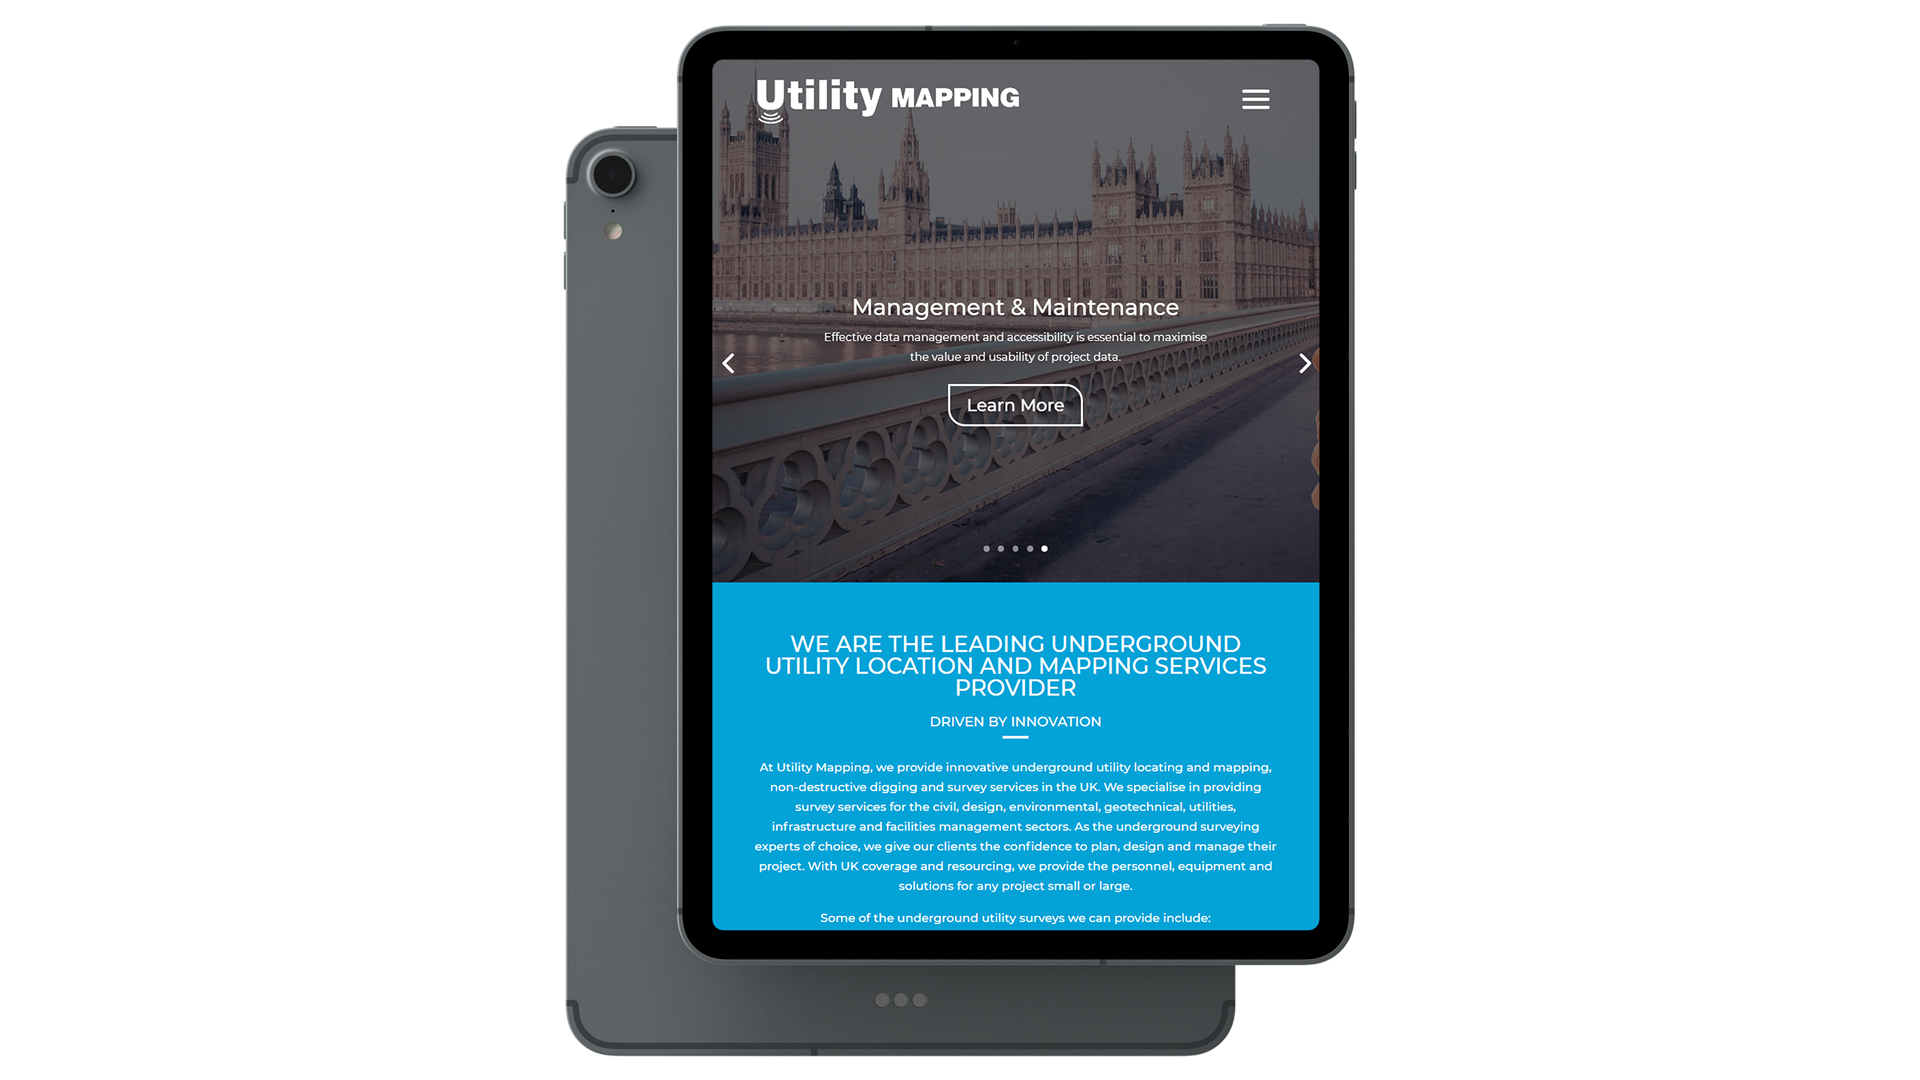 Utility MAPPING
Management & Maintenance
Effective data management and accessibility is essential to maximise
the value and usability of project data.
Learn More
WE ARE THE LEADING UNDERGROUND
UTILITY LOCATION AND MAPPING SERVICES
PROVIDER
DRIVEN BY INNOVATION
At Utility Mapping, we provide innovative underground utility locating and mapping,
non-destructive digging and survey services in the UK. We specialise in providing
survey services for the civil, design, environmental, geotechnical, utilities,
infrastructure and facilities management sectors. As the underground surveying
experts of choice, we give our clients the confidence to plan, design and manage their
project. With UK coverage and resourcing, we provide the personnel, equipment and
solutions for any project small or large.
Some of the underground utility surveys we can provide include: